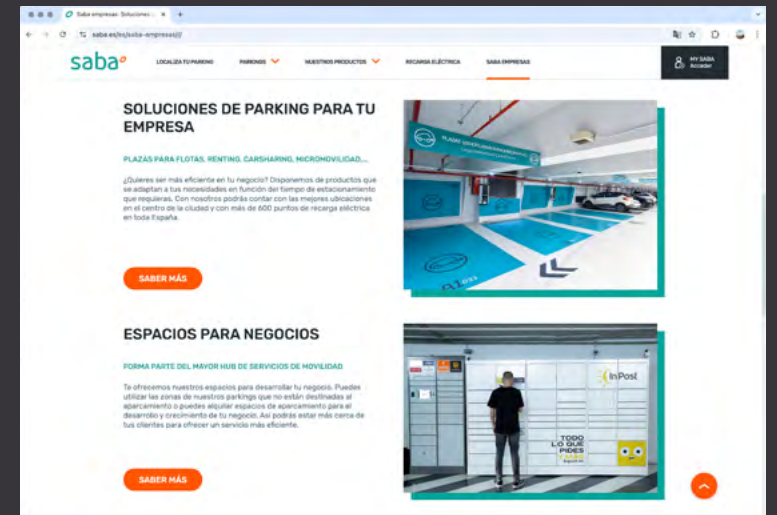 Saba empresas: Soluciones
saba.es/es/saba-empresas///
saba
LOCALIZA TU PARKING
PARKINGS
NUESTROS PRODUCTOS
RECARGA ELÉCTRICA
SABA EMPRESAS
MY SABA
Acceder
SOLUCIONES DE PARKING PARA TU
EMPRESA
PLAZAS PARA FLOTAS, RENTING, CARSHARING, MICROMOVILIDAD,...
¿Quieres ser más eficiente en tu negocio? Disponemos de productos que
se adaptan a tus necesidades en función del tiempo de estacionamiento
que requieras. Con nosotros podrás contar con las mejores ubicaciones
en el centro de la ciudad y con más de 600 puntos de recarga eléctrica
en toda España.
SABER MÁS
ESPACIOS PARA NEGOCIOS
FORMA PARTE DEL MAYOR HUB DE SERVICIOS DE MOVILIDAD
Te ofrecemos nuestros espacios para desarrollar tu negocio. Puedes
utilizar las zonas de nuestros parkings que no están destinadas al
aparcamiento o puedes alquilar espacios de aparcamiento para el
desarrollo y crecimiento de tu negocio. Así podrás estar más cerca de
tus clientes para ofrecer un servicio más eficiente.
InPost
TODO
LO QUE
PIDES
SABER MÁS